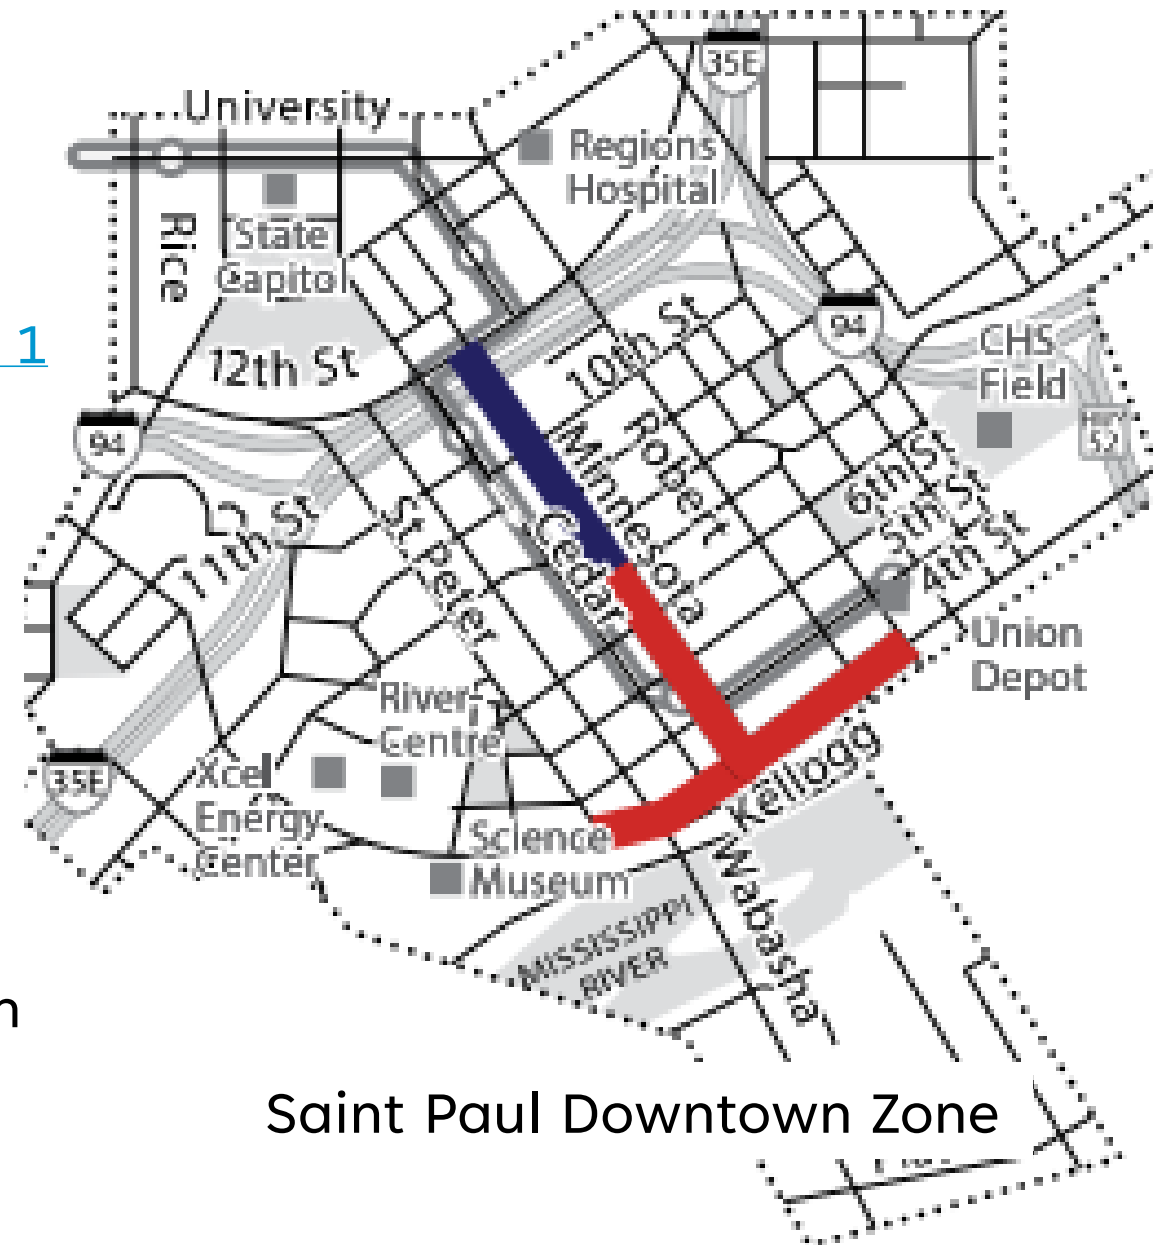 35E
University
Regions
Hospital
Rice
State
Capitol
94
CHS
Field
1
12th St
10th St
94
52
Minnesota
Robert
6th St
5th St
4th St
11th St
St Peter
Cedar
Union
Depot
River
Centre
35E
Xcel
Energy
Center
Kellogg
Science
Museum
Wabasha
MISSISSIPPI
RIVER
n
Saint Paul Downtown Zone